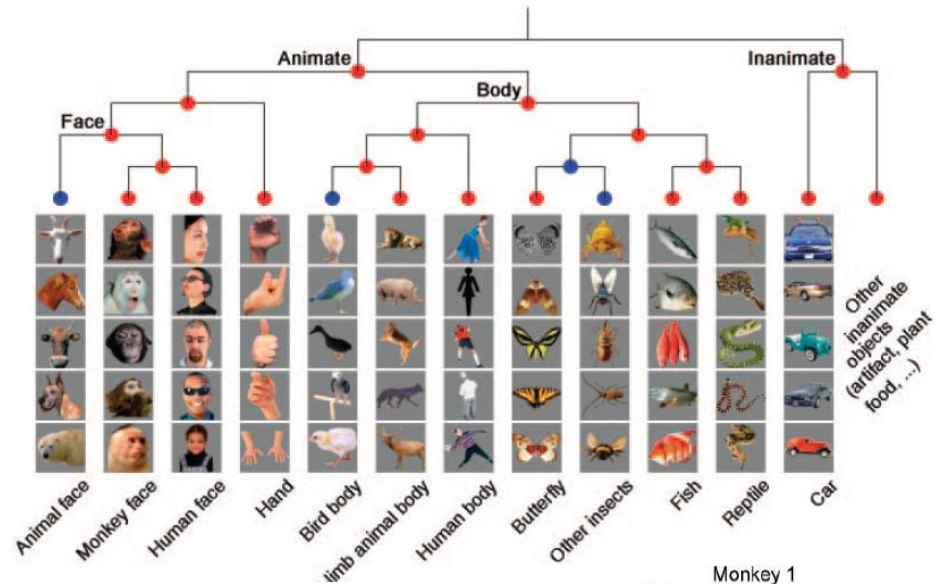 Animate
Inanimate
Body
Face
Other
inanimate
objects
(artifact, plant
food, ...)
Animal face
Monkey face
Human face
Hand
Bird body
limb animal body
Human body
Butterfly
Other insects
Fish
Reptile
Car
Monkey 1